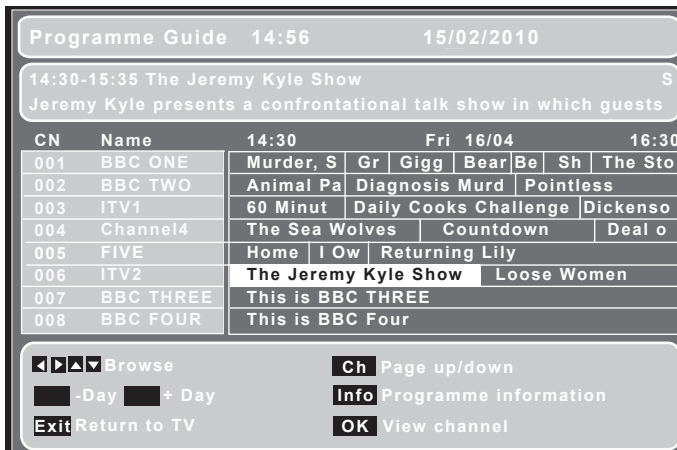 Programme Guide 14:56 15/02/2010
14:30-15:35 The Jeremy Kyle Show S
Jeremy Kyle presents a confrontational talk show in which guests
CN Name 14:30 Fri 16/04 16:30
001 BBC ONE Murder, S Gr Gigg Bear Be Sh The Sto
002 BBC TWO Animal Pa Diagnosis Murd Pointless
003 ITV1 60 Minut Daily Cooks Challenge Dickenso
004 Channel4 The Sea Wolves Countdown Deal o
005 FIVE Home I Ow Returning Lily
006 ITV2 The Jeremy Kyle Show Loose Women
007 BBC THREE This is BBC THREE
008 BBC FOUR This is BBC Four
Browse Ch Page up/down
-Day + Day Info Programme information
Exit Return to TV OK View channel